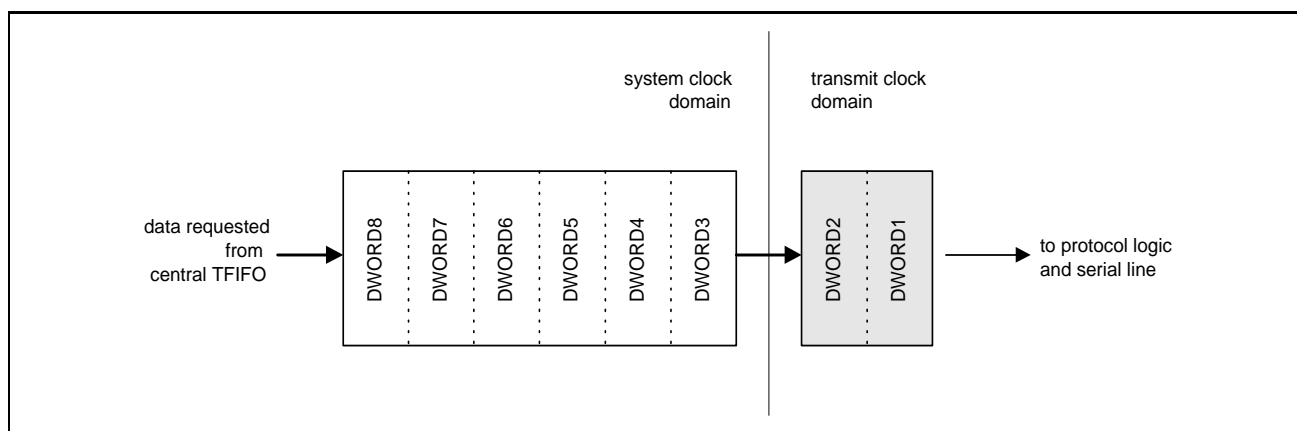 system clock
domain
transmit clock
domain
data requested
from
central TFIFO
DWORD8
DWORD7
DWORD6
DWORD5
DWORD4
DWORD3
DWORD2
DWORD1
to protocol logic
and serial line